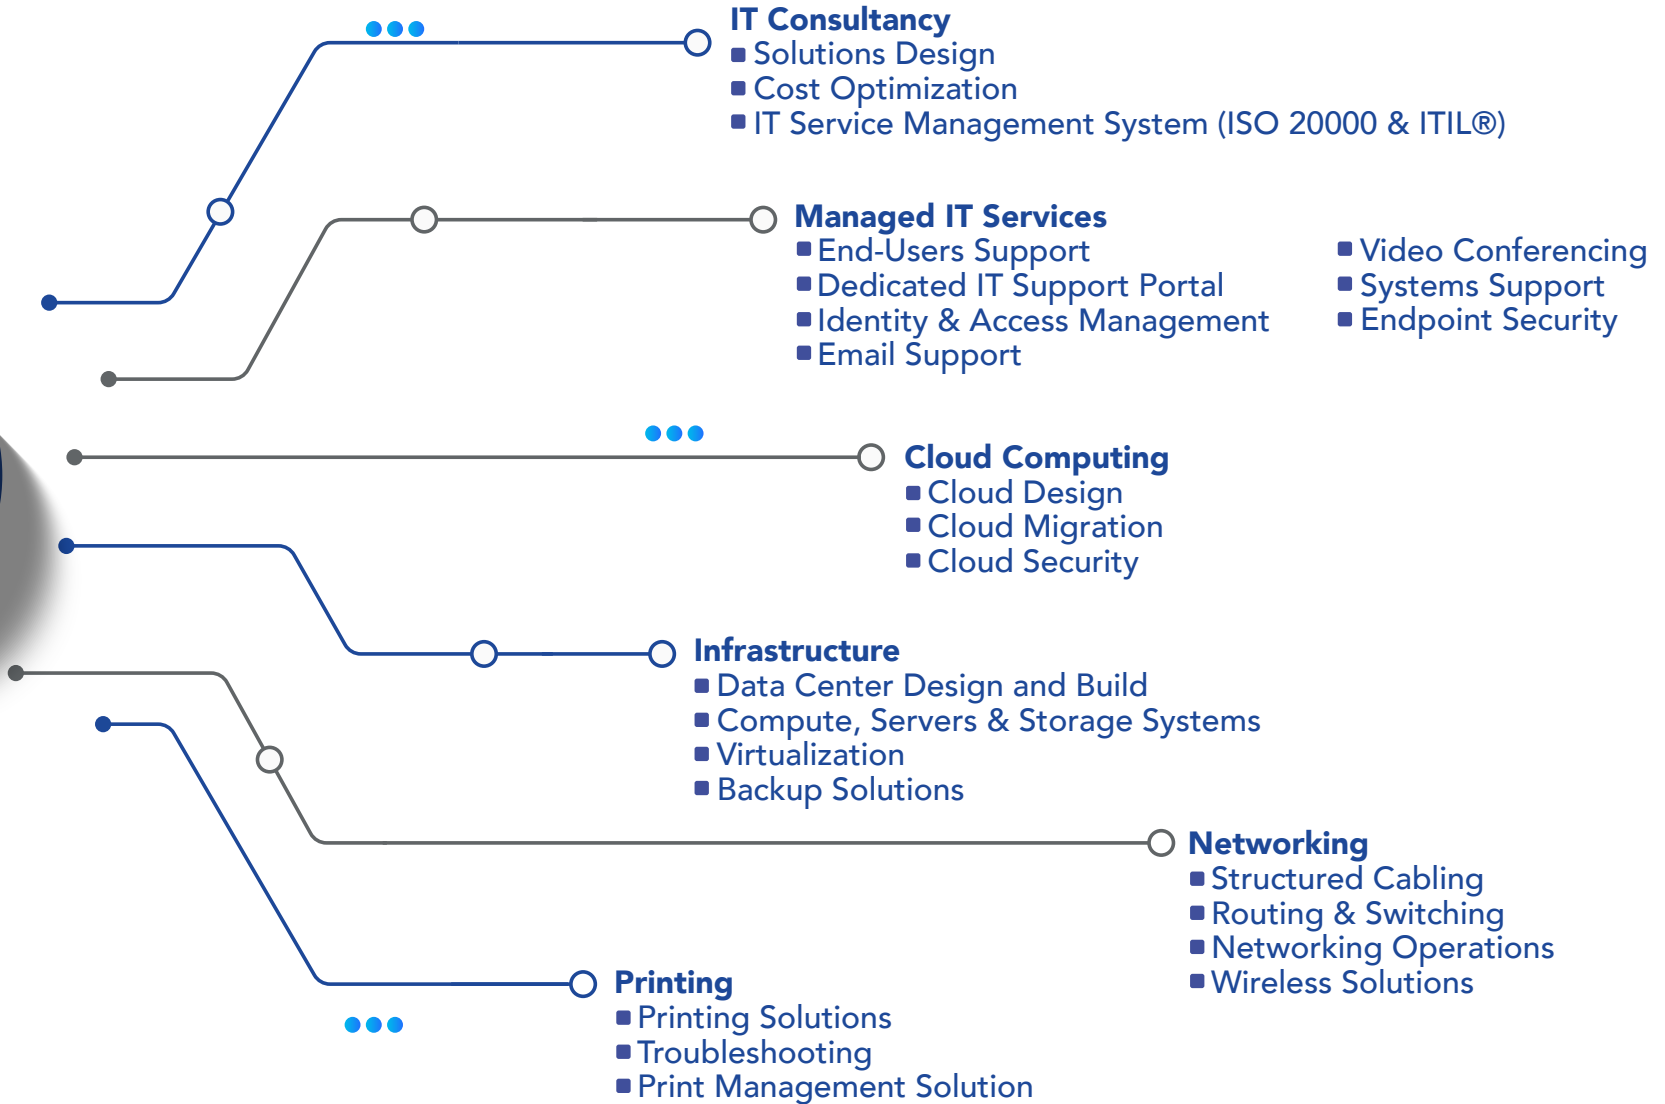 IT Consultancy
Solutions Design
Cost Optimization
IT Service Management System (ISO 20000 & ITIL®)
Managed IT Services
End-Users Support
Dedicated IT Support Portal
Identity & Access Management
Email Support
Video Conferencing
Systems Support
Endpoint Security
Cloud Computing
Cloud Design
Cloud Migration
Cloud Security
Infrastructure
Data Center Design and Build
Compute, Servers & Storage Systems
Virtualization
Backup Solutions
Networking
Structured Cabling
Routing & Switching
Networking Operations
Wireless Solutions
Printing
Printing Solutions
Troubleshooting
Print Management Solution